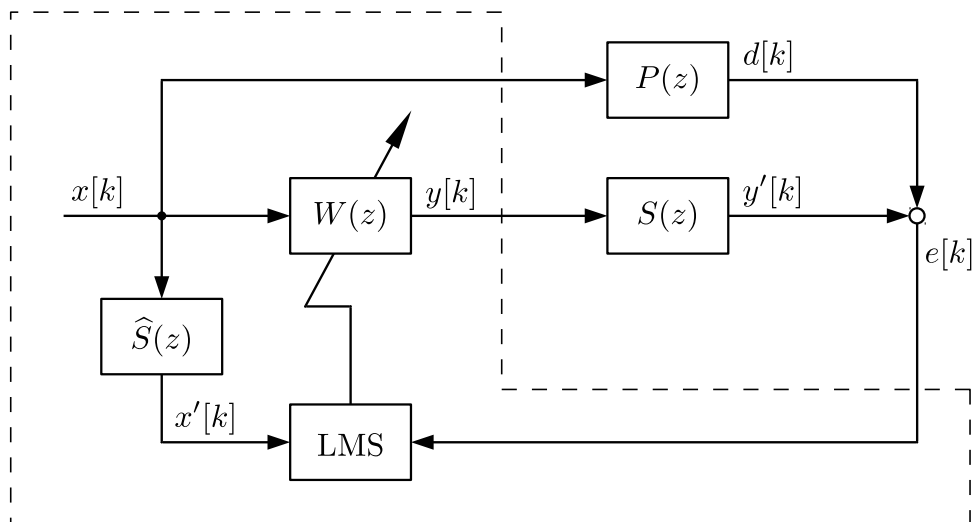 P(z)
d[k]
x[k]
W(z)
y[k]
S(z)
y′[k]
e[k]
Ŝ(z)
x′[k]
LMS